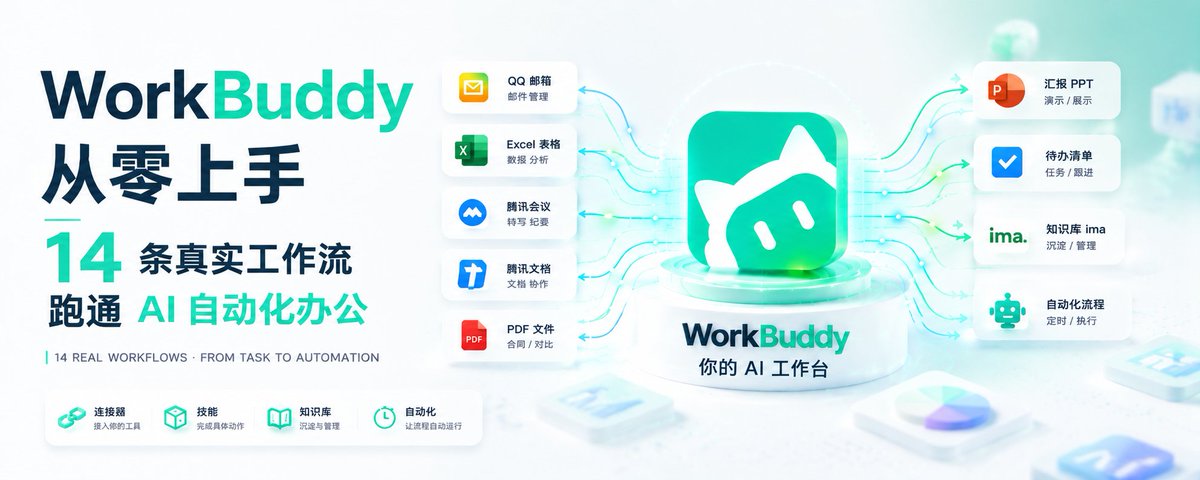 WorkBuddy
从零上手
14 条真实工作流
跑通 AI 自动化办公
14 REAL WORKFLOWS · FROM TASK TO AUTOMATION
连接器
接入你的工具
技能
完成具体动作
知识库
沉淀与管理
自动化
让流程自动运行
QQ 邮箱
邮件管理
X
Excel 表格
数据 分析
腾讯会议
特写 纪要
腾讯文档
文档 协作
PDF
PDF 文件
合同 / 对比
WorkBuddy
你的 AI 工作台
P
汇报 PPT
演示 / 展示
待办清单
任务 / 跟进
ima.
知识库 ima
沉淀 / 管理
自动化流程
定时 / 执行